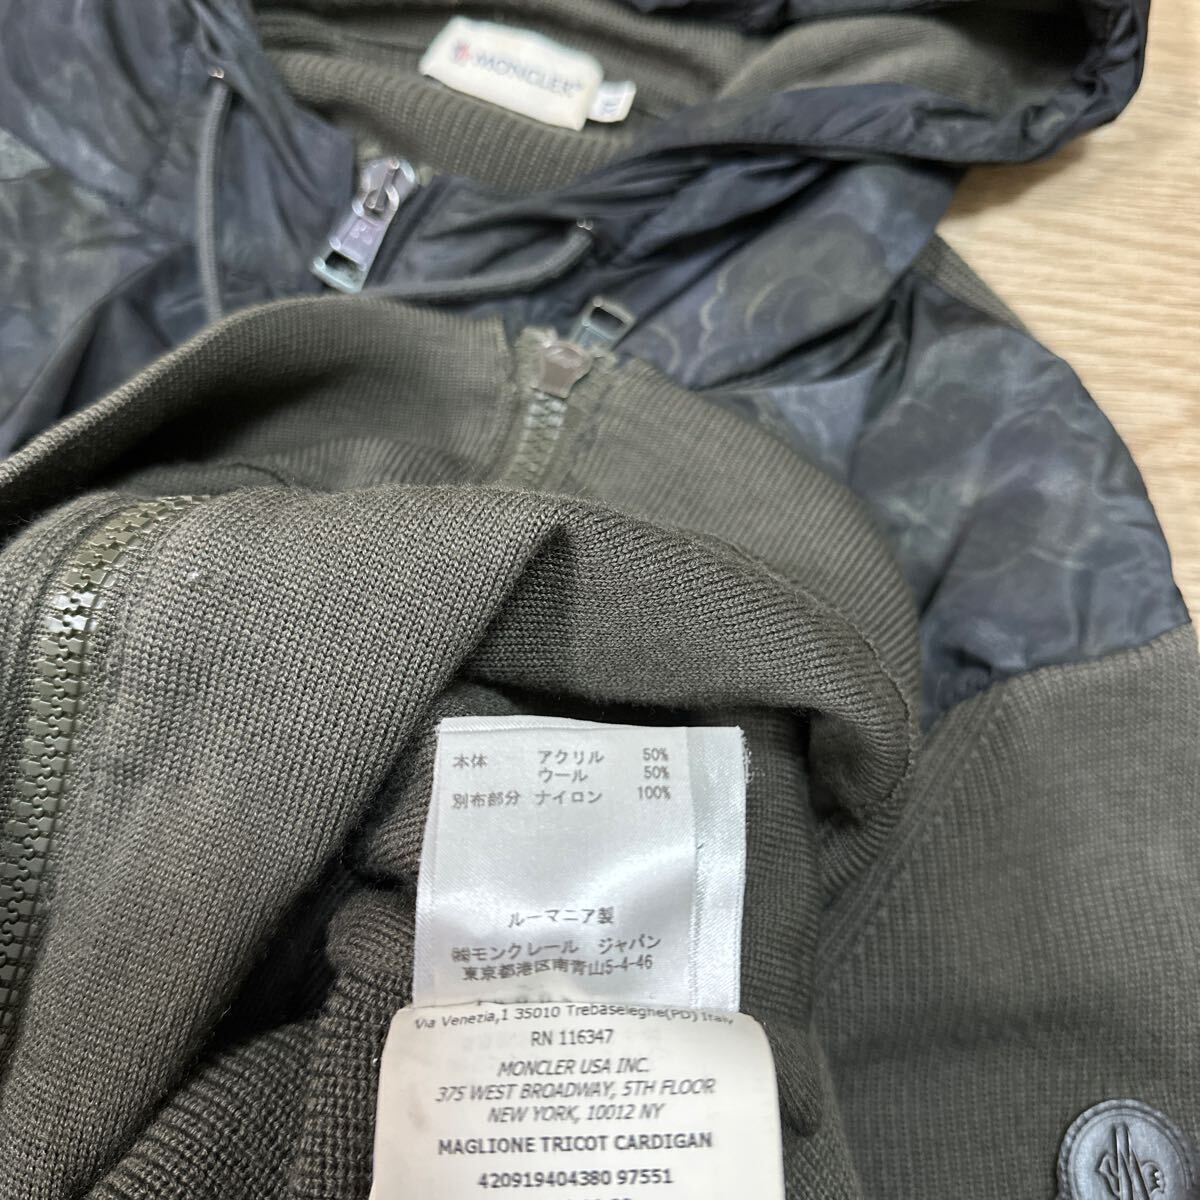 MONCLER
本体 アクリル 50%
ウール 50%
別布部分 ナイロン 100%
ルーマニア製
㈱モンクレール ジャパン
東京都港区南青山5-4-46
Via Venezia,1 35010 Trebaseleghe(PD) Italy
RN 116347
MONCLER USA INC.
375 WEST BROADWAY, 5TH FLOOR
NEW YORK, 10012 NY
MAGLIONE TRICOT CARDIGAN
420919404380 97551